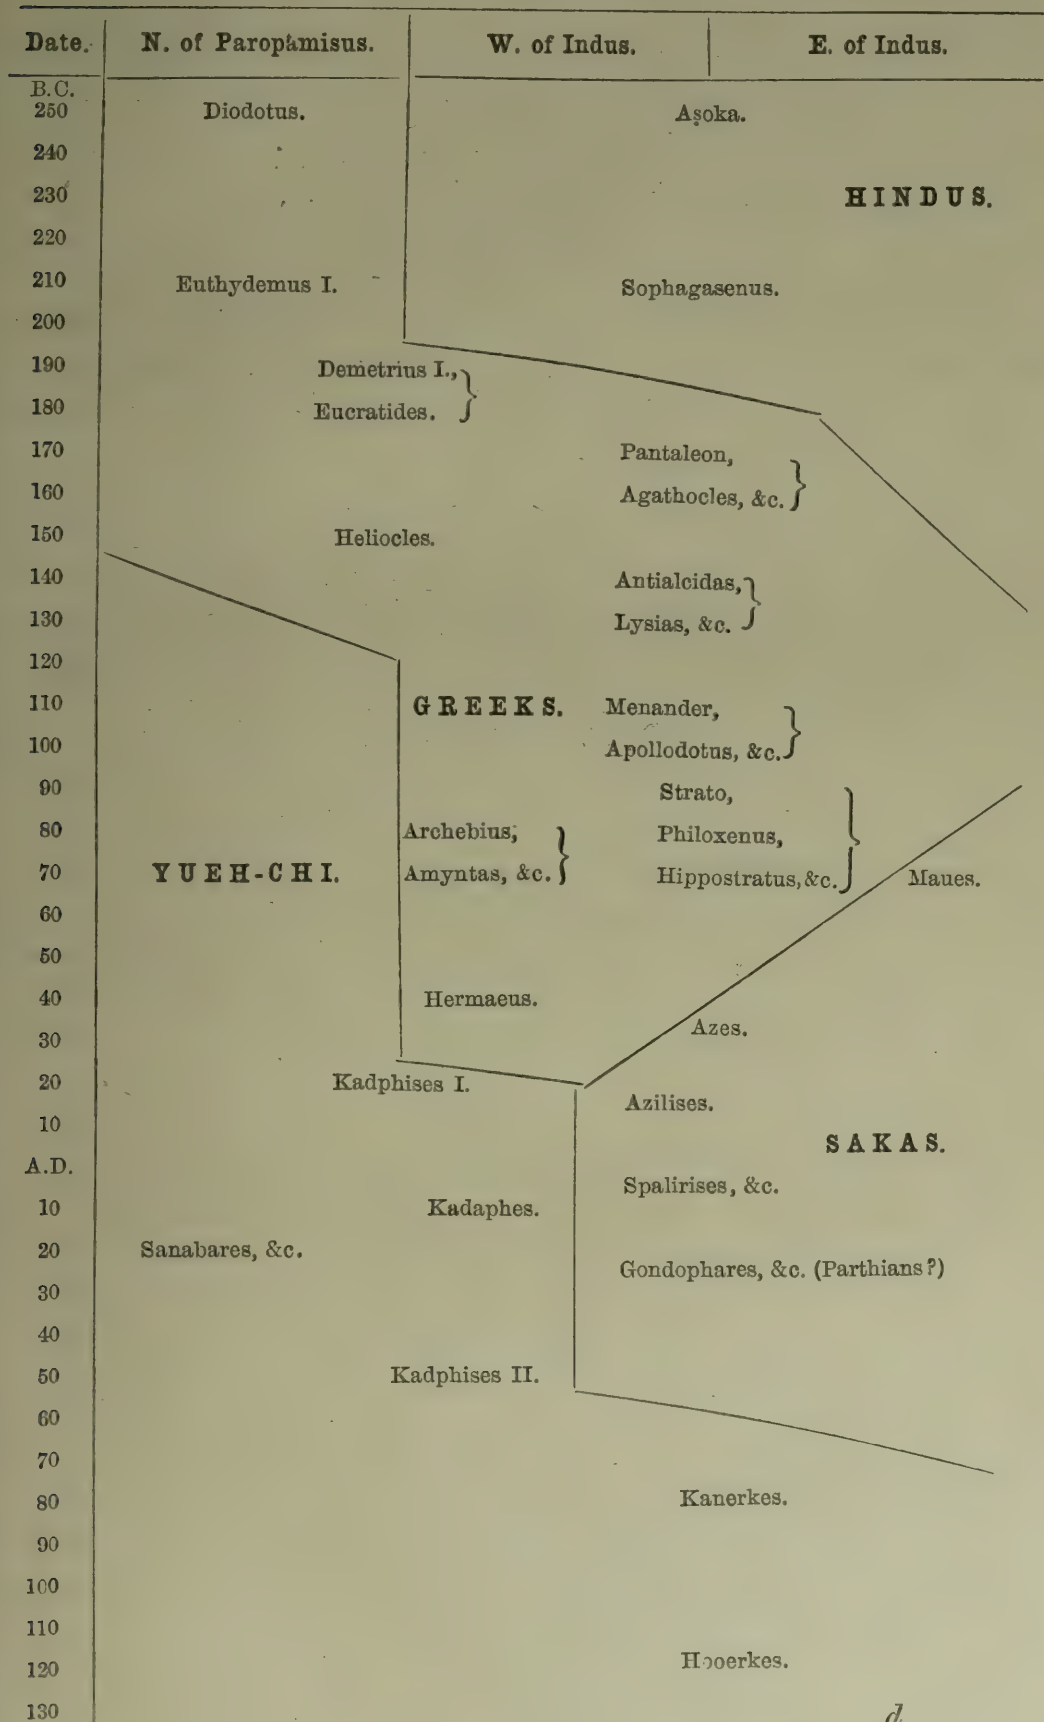 Date. N. of Paropamisus. W. of Indus. E. of Indus.
B.C.
250 Diodotus. Aṣoka.
240
230 HINDUS.
220
210 Euthydemus I. Sophagasenus.
200
190 Demetrius I.,
180 Eucratides.
170 Pantaleon,
160 Agathocles, &c.
150 Heliocles.
140 Antialcidas,
130 Lysias, &c.
120
110 GREEKS. Menander,
100 Apollodotus, &c.
90 Strato,
80 Archebius, Philoxenus,
70 YUEH-CHI. Amyntas, &c. Hippostratus, &c. Maues.
60
50
40 Hermaeus.
30 Azes.
20 Kadphises I.
Azilises.
10
SAKAS.
A.D.
Spalirises, &c.
10 Kadaphes.
20 Sanabares, &c.
Gondophares, &c. (Parthians?)
30
40
50 Kadphises II.
60
70
80 Kanerkes.
90
100
110
120 Hooerkes.
130
d